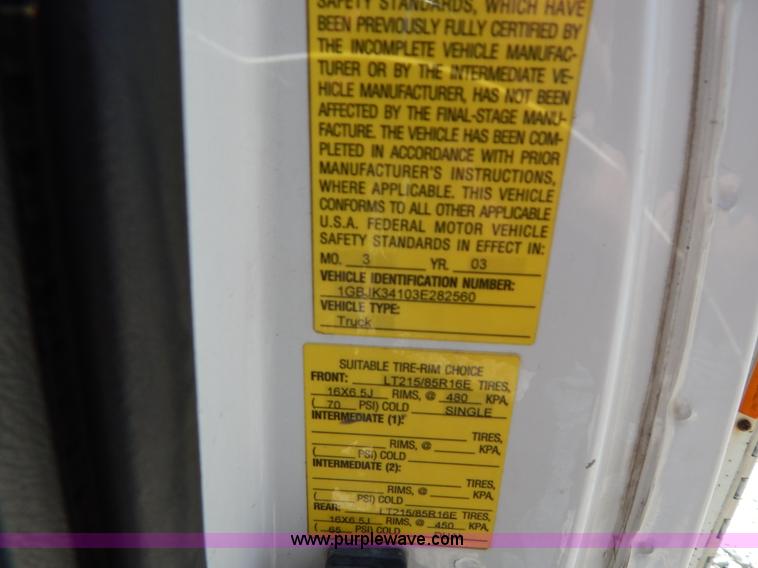 SAFETY STANDARDS, WHICH HAVE
BEEN PREVIOUSLY FULLY CERTIFIED BY
THE INCOMPLETE VEHICLE MANUFAC-
TURER OR BY THE INTERMEDIATE VE-
HICLE MANUFACTURER, HAS NOT BEEN
AFFECTED BY THE FINAL-STAGE MANU-
FACTURE. THE VEHICLE HAS BEEN COM-
PLETED IN ACCORDANCE WITH PRIOR
MANUFACTURER'S INSTRUCTIONS,
WHERE APPLICABLE. THIS VEHICLE
CONFORMS TO ALL OTHER APPLICABLE
U.S.A. FEDERAL MOTOR VEHICLE
SAFETY STANDARDS IN EFFECT IN:
MO. 3 YR. 03
VEHICLE IDENTIFICATION NUMBER:
1GBJK34103E282560
VEHICLE TYPE:
Truck
SUITABLE TIRE-RIM CHOICE
FRONT: LT215/85R16E TIRES,
16X6.5J RIMS, @ 480 KPA,
( 70 PSI) COLD SINGLE
INTERMEDIATE (1):
TIRES,
RIMS, @ KPA,
( PSI) COLD
INTERMEDIATE (2):
TIRES,
RIMS, @ KPA,
( PSI) COLD
REAR: LT215/85R16E TIRES,
16X6.5J RIMS, @ 450 KPA,
( 65 PSI) COLD
www.purplewave.com